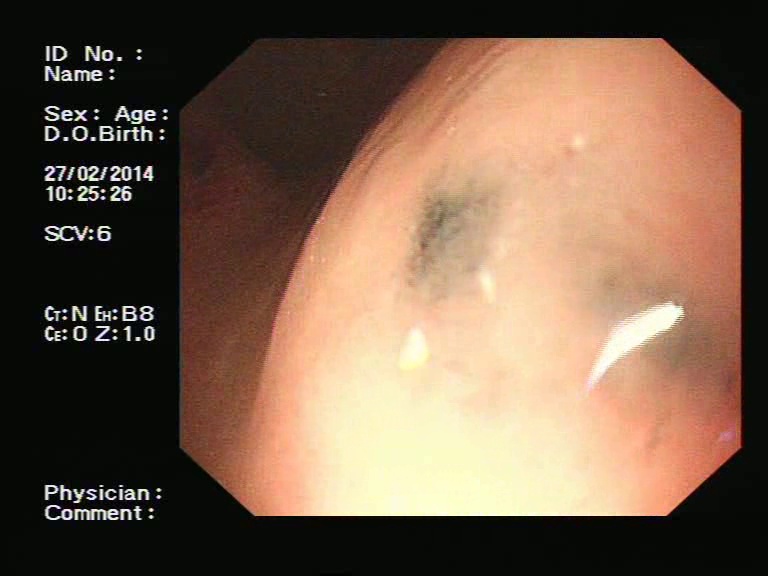 ID No. :
Name :
Sex : Age :
D.O.Birth :
27/02/2014
10:25:26
SCV:6
CT:N EH:B8
CE:0 Z:1.0
Physician :
Comment :